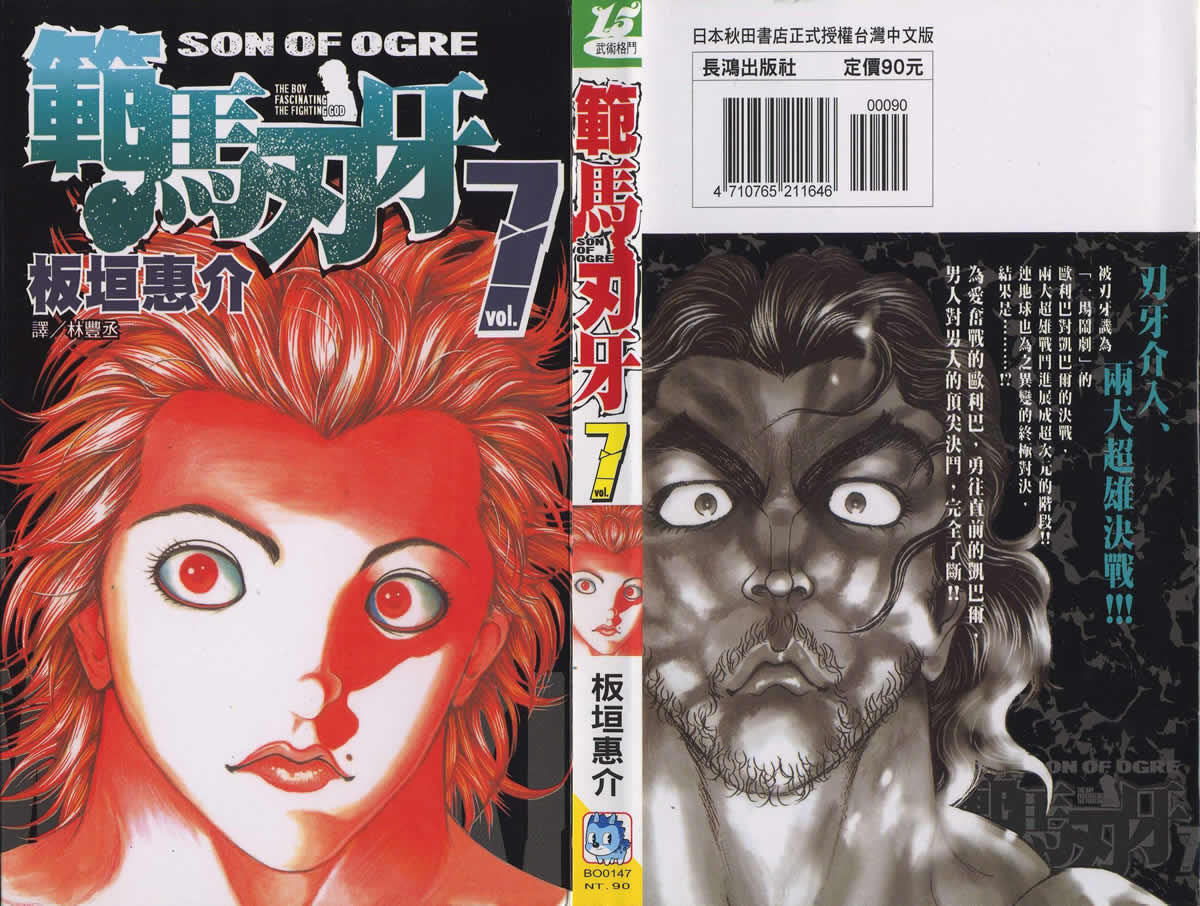 SON OF OGRE
範馬刃牙
THE BOY
FASCINATING
THE FIGHTING GOD
7
vol.
板垣惠介
譯/林豐丞
15
武術格鬥
範馬刃牙
SON
OF
OGRE
7
vol.
板垣惠介
BO0147
NT. 90
日本秋田書店正式授權台灣中文版
長鴻出版社 定價90元
00090
4 710765 211646
刃牙介入、
兩大超雄決戰!!!
被刃牙譏為
「一場鬧劇」的
歐利巴對凱巴爾的決戰，
兩大超雄戰鬥進展成超次元的階段!!
連地球也為之異變的終極對決，
結果是………!?
為愛奮戰的歐利巴，勇往直前的凱巴爾，
男人對男人的頂尖決鬥，完全了斷!!
SON OF OGRE
範馬刃牙
7